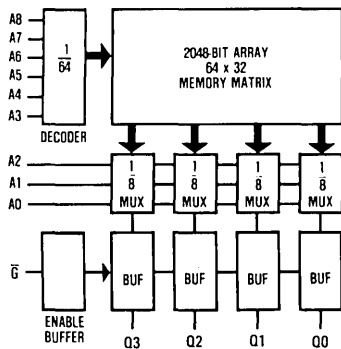 A8
A7
A6
A5
A4
A3
1
64
DECODER
2048-BIT ARRAY
64 x 32
MEMORY MATRIX
A2
A1
A0
1
8
MUX
1
8
MUX
1
8
MUX
1
8
MUX
G
ENABLE
BUFFER
BUF
BUF
BUF
BUF
Q3
Q2
Q1
Q0